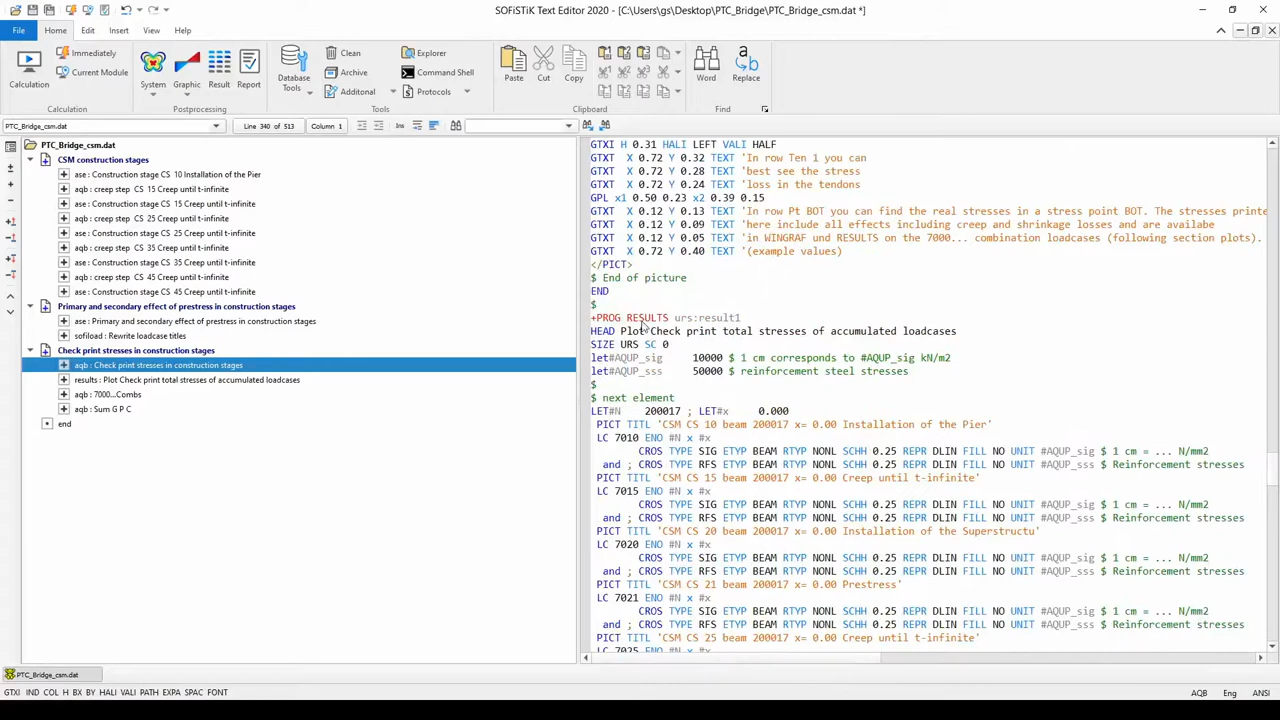 SOFiSTiK Text Editor 2020 - [C:\Users\gs\Desktop\PTC_Bridge\PTC_Bridge_csm.dat *]
File Home Edit Insert View Help
Calculation
Immediately
Current Module
Calculation
System
Graphic
Result
Report
Postprocessing
Database Tools
Clean
Archive
Additonal
Explorer
Command Shell
Protocols
Tools
Paste
Cut
Copy
Clipboard
Word
Replace
Find
PTC_Bridge_csm.dat
Line 340 of 513
Column 1
PTC_Bridge_csm.dat
CSM construction stages
ase : Construction stage CS 10 Installation of the Pier
aqb : creep step CS 15 Creep until t-infinite
ase : Construction stage CS 15 Creep until t-infinite
aqb : creep step CS 25 Creep until t-infinite
ase : Construction stage CS 25 Creep until t-infinite
aqb : creep step CS 35 Creep until t-infinite
ase : Construction stage CS 35 Creep until t-infinite
aqb : creep step CS 45 Creep until t-infinite
ase : Construction stage CS 45 Creep until t-infinite
Primary and secondary effect of prestress in construction stages
ase : Primary and secondary effect of prestress in construction stages
sofiload : Rewrite loadcase titles
Check print stresses in construction stages
aqb : Check print stresses in construction stages
results : Plot Check print total stresses of accumulated loadcases
aqb : 7000...Combs
aqb : Sum G P C
end
GTXI H 0.31 HALI LEFT VALI HALF
GTXT X 0.72 Y 0.32 TEXT 'In row Ten 1 you can
GTXT X 0.72 Y 0.28 TEXT 'best see the stress
GTXT X 0.72 Y 0.24 TEXT 'loss in the tendons
GPL x1 0.50 0.23 x2 0.39 0.15
GTXT X 0.12 Y 0.13 TEXT 'In row Pt BOT you can find the real stresses in a stress point BOT. The stresses printe
GTXT X 0.12 Y 0.09 TEXT 'here include all effects including creep and shrinkage losses and are availabe
GTXT X 0.12 Y 0.05 TEXT 'in WINGRAF und RESULTS on the 7000... combination loadcases (following section plots).
GTXT X 0.72 Y 0.40 TEXT '(example values)
</PICT>
$ End of picture
END
$
+PROG RESULTS urs:result1
HEAD Plot Check print total stresses of accumulated loadcases
SIZE URS SC 0
let#AQUP_sig 10000 $ 1 cm corresponds to #AQUP_sig kN/m2
let#AQUP_sss 50000 $ reinforcement steel stresses
$
$ next element
LET#N 200017 ; LET#x 0.000
PICT TITL 'CSM CS 10 beam 200017 x= 0.00 Installation of the Pier'
LC 7010 ENO #N x #x
CROS TYPE SIG ETYP BEAM RTYP NONL SCHH 0.25 REPR DLIN FILL NO UNIT #AQUP_sig $ 1 cm = ... N/mm2
and ; CROS TYPE RFS ETYP BEAM RTYP NONL SCHH 0.25 REPR DLIN FILL NO UNIT #AQUP_sss $ Reinforcement stresses
PICT TITL 'CSM CS 15 beam 200017 x= 0.00 Creep until t-infinite'
LC 7015 ENO #N x #x
CROS TYPE SIG ETYP BEAM RTYP NONL SCHH 0.25 REPR DLIN FILL NO UNIT #AQUP_sig $ 1 cm = ... N/mm2
and ; CROS TYPE RFS ETYP BEAM RTYP NONL SCHH 0.25 REPR DLIN FILL NO UNIT #AQUP_sss $ Reinforcement stresses
PICT TITL 'CSM CS 20 beam 200017 x= 0.00 Installation of the Superstructu'
LC 7020 ENO #N x #x
CROS TYPE SIG ETYP BEAM RTYP NONL SCHH 0.25 REPR DLIN FILL NO UNIT #AQUP_sig $ 1 cm = ... N/mm2
and ; CROS TYPE RFS ETYP BEAM RTYP NONL SCHH 0.25 REPR DLIN FILL NO UNIT #AQUP_sss $ Reinforcement stresses
PICT TITL 'CSM CS 21 beam 200017 x= 0.00 Prestress'
LC 7021 ENO #N x #x
CROS TYPE SIG ETYP BEAM RTYP NONL SCHH 0.25 REPR DLIN FILL NO UNIT #AQUP_sig $ 1 cm = ... N/mm2
and ; CROS TYPE RFS ETYP BEAM RTYP NONL SCHH 0.25 REPR DLIN FILL NO UNIT #AQUP_sss $ Reinforcement stresses
PICT TITL 'CSM CS 25 beam 200017 x= 0.00 Creep until t-infinite'
LC 7025 ENO #N x #x
PTC_Bridge_csm.dat
GTXI IND COL H BX BY HALI VALI PATH EXPA SPAC FONT
AQB Eng ANSI